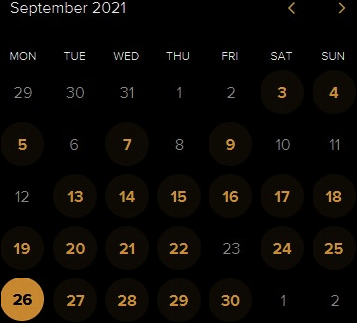 September 2021
MON TUE WED THU FRI SAT SUN
29 30 31 1 2 3 4
5 6 7 8 9 10 11
12 13 14 15 16 17 18
19 20 21 22 23 24 25
26 27 28 29 30 1 2